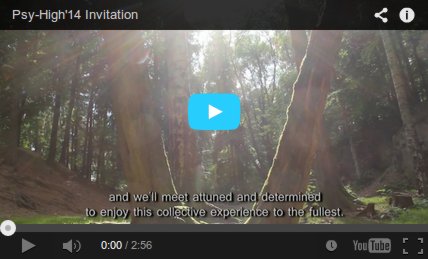 Psy-High'14 Invitation
and we'll meet attuned and determined
to enjoy this collective experience to the fullest.
0:00 / 2:56
YouTube